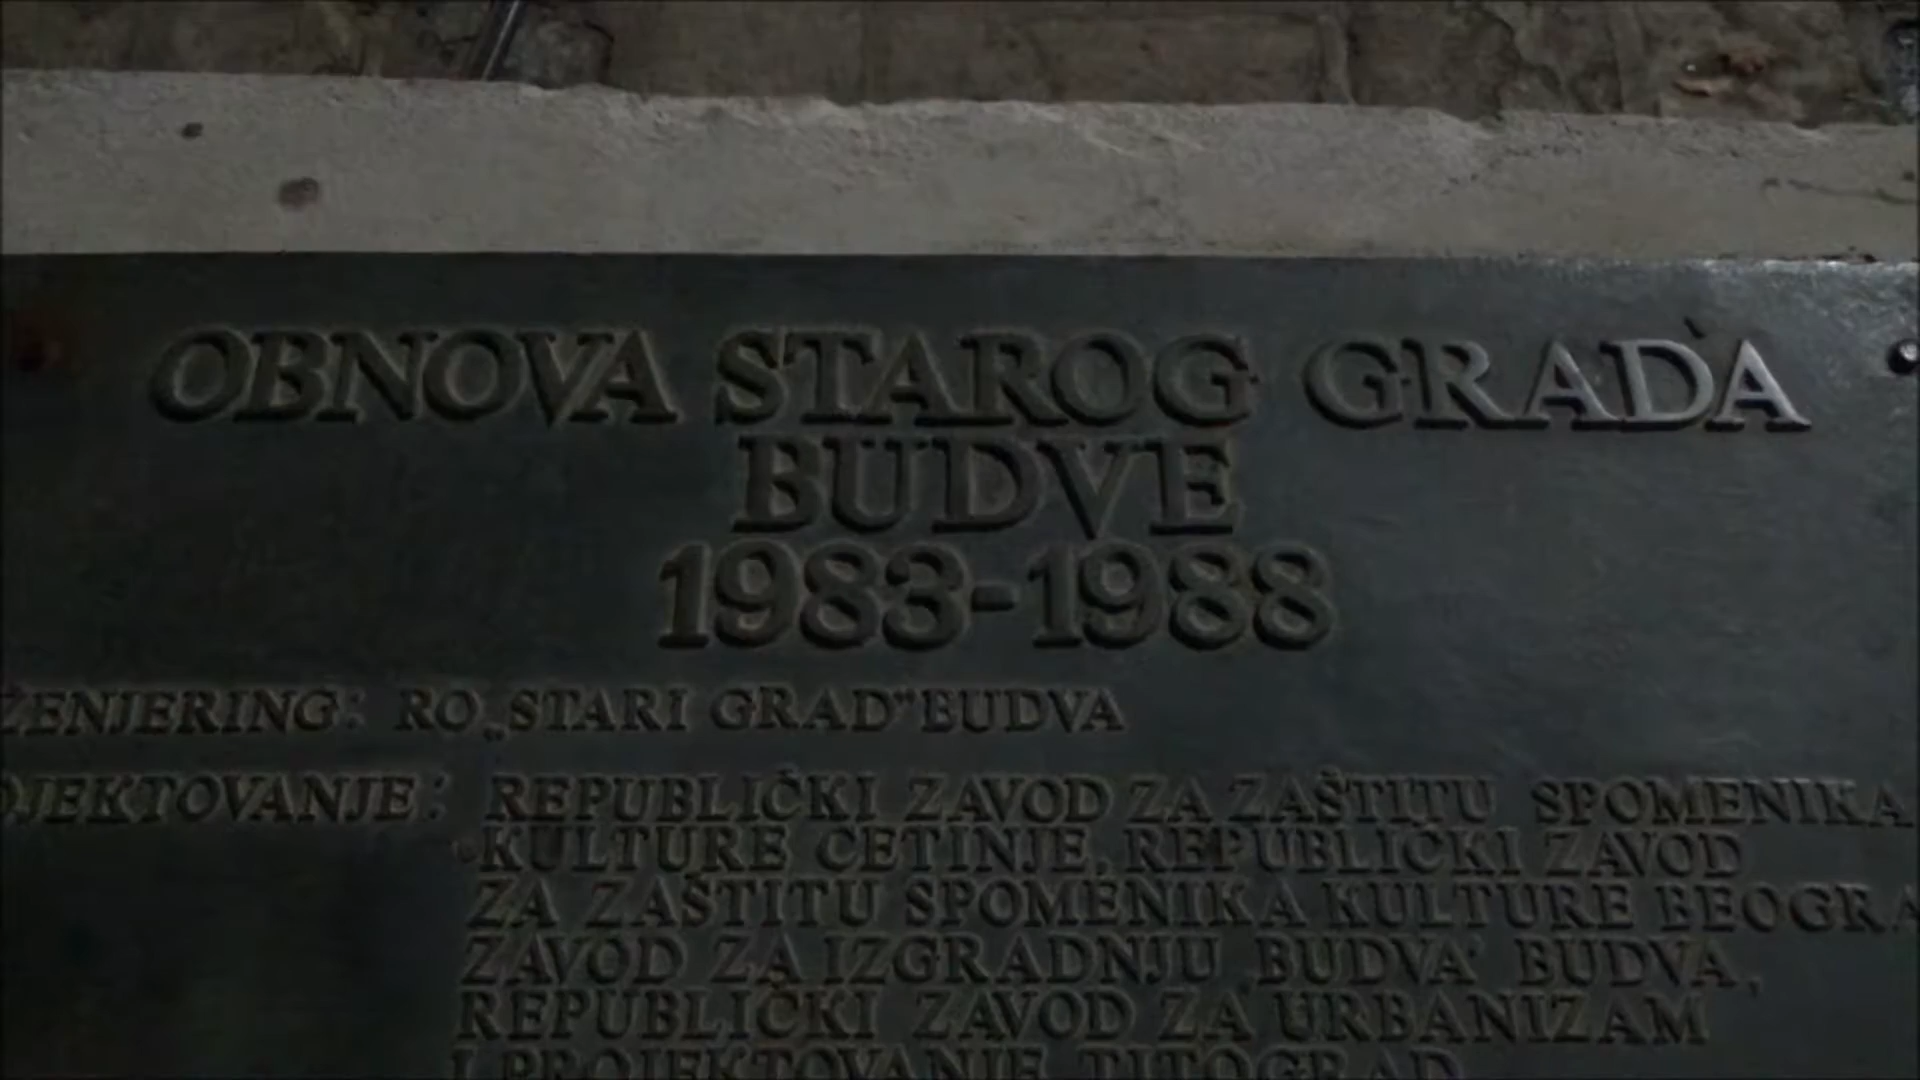 OBNOVA STAROG GRADA
BUDVE
1983-1988
ŽENJERING: RO „STARI GRAD" BUDVA
OJEKTOVANJE: REPUBLIČKI ZAVOD ZA ZAŠTITU SPOMENIKA
KULTURE CETINJE, REPUBLIČKI ZAVOD
ZA ZAŠTITU SPOMENIKA KULTURE BEOGRA
ZAVOD ZA IZGRADNJU "BUDVA" BUDVA,
REPUBLIČKI ZAVOD ZA URBANIZAM
I PROJEKTOVANJE TITOGRAD